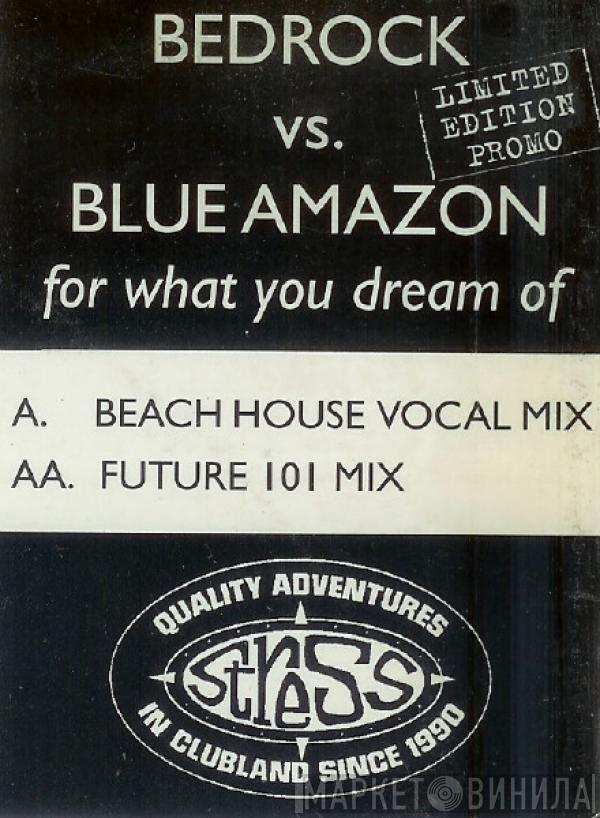 BEDROCK
LIMITED
EDITION
PROMO
vs.
BLUE AMAZON
for what you dream of
A. BEACH HOUSE VOCAL MIX
AA. FUTURE 101 MIX
QUALITY ADVENTURES
stress
IN CLUBLAND SINCE 1990
МАРКЕТ ВИНИЛА